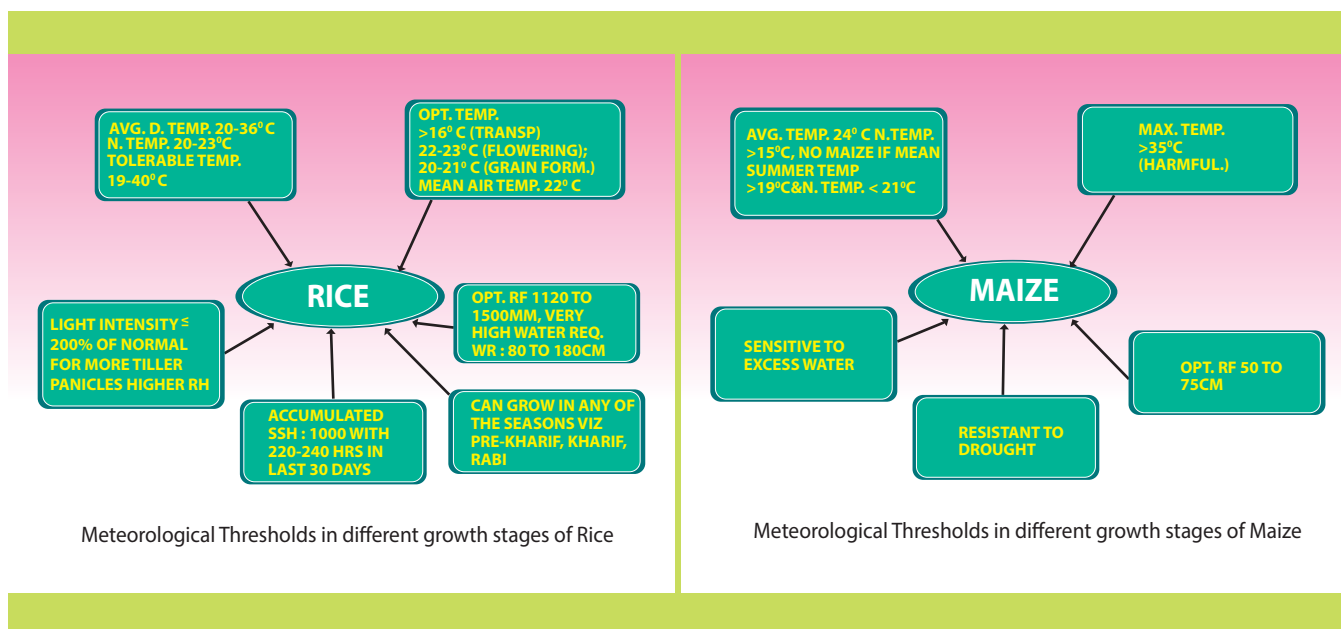 AVG. D. TEMP. 20-36⁰ C
N. TEMP. 20-23⁰C
TOLERABLE TEMP.
19-40⁰ C
OPT. TEMP.
>16⁰ C (TRANSP)
22-23⁰ C (FLOWERING);
20-21⁰ C (GRAIN FORM.)
MEAN AIR TEMP. 22⁰ C
RICE
LIGHT INTENSITY ≤
200% OF NORMAL
FOR MORE TILLER
PANICLES HIGHER RH
OPT. RF 1120 TO
1500MM, VERY
HIGH WATER REQ.
WR : 80 TO 180CM
ACCUMULATED
SSH : 1000 WITH
220-240 HRS IN
LAST 30 DAYS
CAN GROW IN ANY OF
THE SEASONS VIZ
PRE-KHARIF, KHARIF,
RABI
Meteorological Thresholds in different growth stages of Rice
AVG. TEMP. 24⁰ C N.TEMP.
>15⁰C, NO MAIZE IF MEAN
SUMMER TEMP
>19⁰C&N. TEMP. < 21⁰C
MAX. TEMP.
>35⁰C
(HARMFUL.)
MAIZE
SENSITIVE TO
EXCESS WATER
RESISTANT TO
DROUGHT
OPT. RF 50 TO
75CM
Meteorological Thresholds in different growth stages of Maize